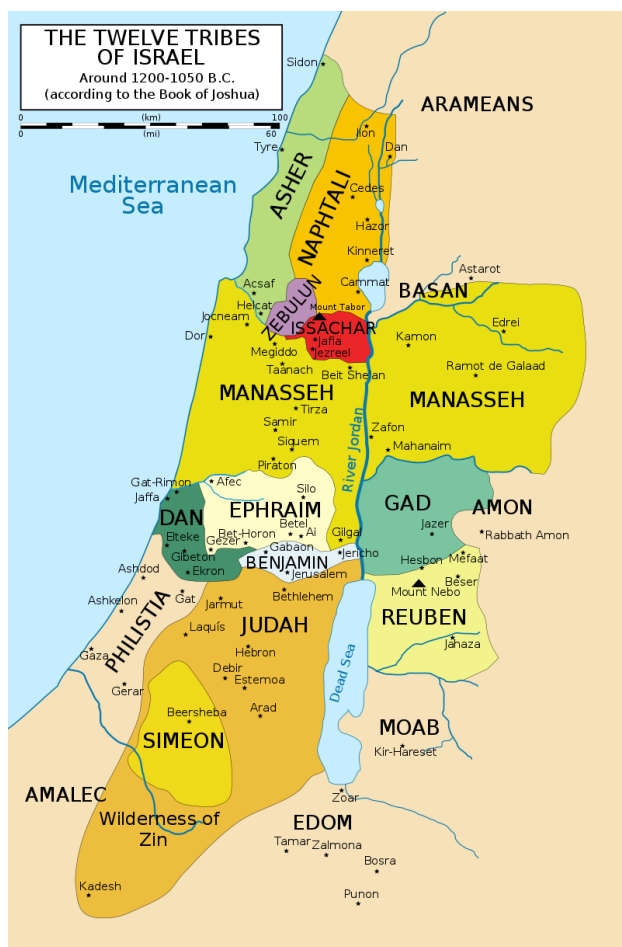 THE TWELVE TRIBES
OF ISRAEL
Around 1200-1050 B.C.
(according to the Book of Joshua)
0 (km) 100
0 (mi) 60
Sidon
ARAMEANS
Ilon
Tyre
Dan
Mediterranean
Sea
ASHER
NAPHTALI
Cedes
Hazor
Kinneret
Astarot
Acsaf
Cammat
BASAN
Helcat
ZEBULUN
Mount Tabor
Jocneam
ISSACHAR
Edrei
Dor
Jafla
Kamon
Megiddo
Jezreel
Taanach
Beit Shelan
Ramot de Galaad
MANASSEH
MANASSEH
Tirza
Samir
River Jordan
Zafon
Siquem
Mahanaim
Piraton
Gat-Rimon
Afec
Silo
Jaffa
EPHRAIM
GAD
AMON
DAN
Betel
Jazer
Elteke
Bet-Horon
Ai
Gilgal
Rabbath Amon
Gezer
Gabaon
Gibeton
Jericho
Mefaat
BENJAMIN
Hesbon
Ashdod
Ekron
Jerusalem
Beser
Mount Nebo
Gat
Bethlehem
Ashkelon
Jarmut
PHILISTIA
JUDAH
REUBEN
Laquís
Jahaza
Gaza
Hebron
Dead Sea
Debir
Gerar
Estemoa
Beersheba
Arad
MOAB
SIMEON
Kir-Hareset
AMALEC
Zoar
Wilderness of
Zin
EDOM
Tamar
Zalmona
Bosra
Kadesh
Punon